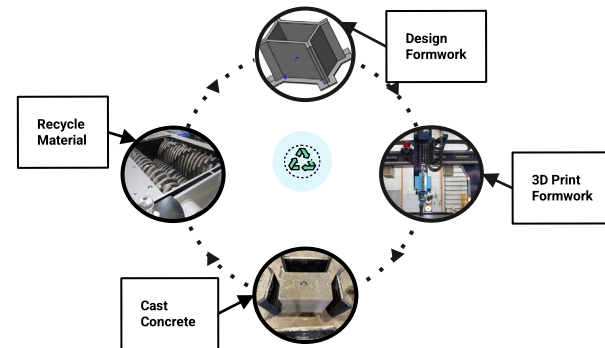 Design
Formwork
Recycle
Material
3D Print
Formwork
Cast
Concrete